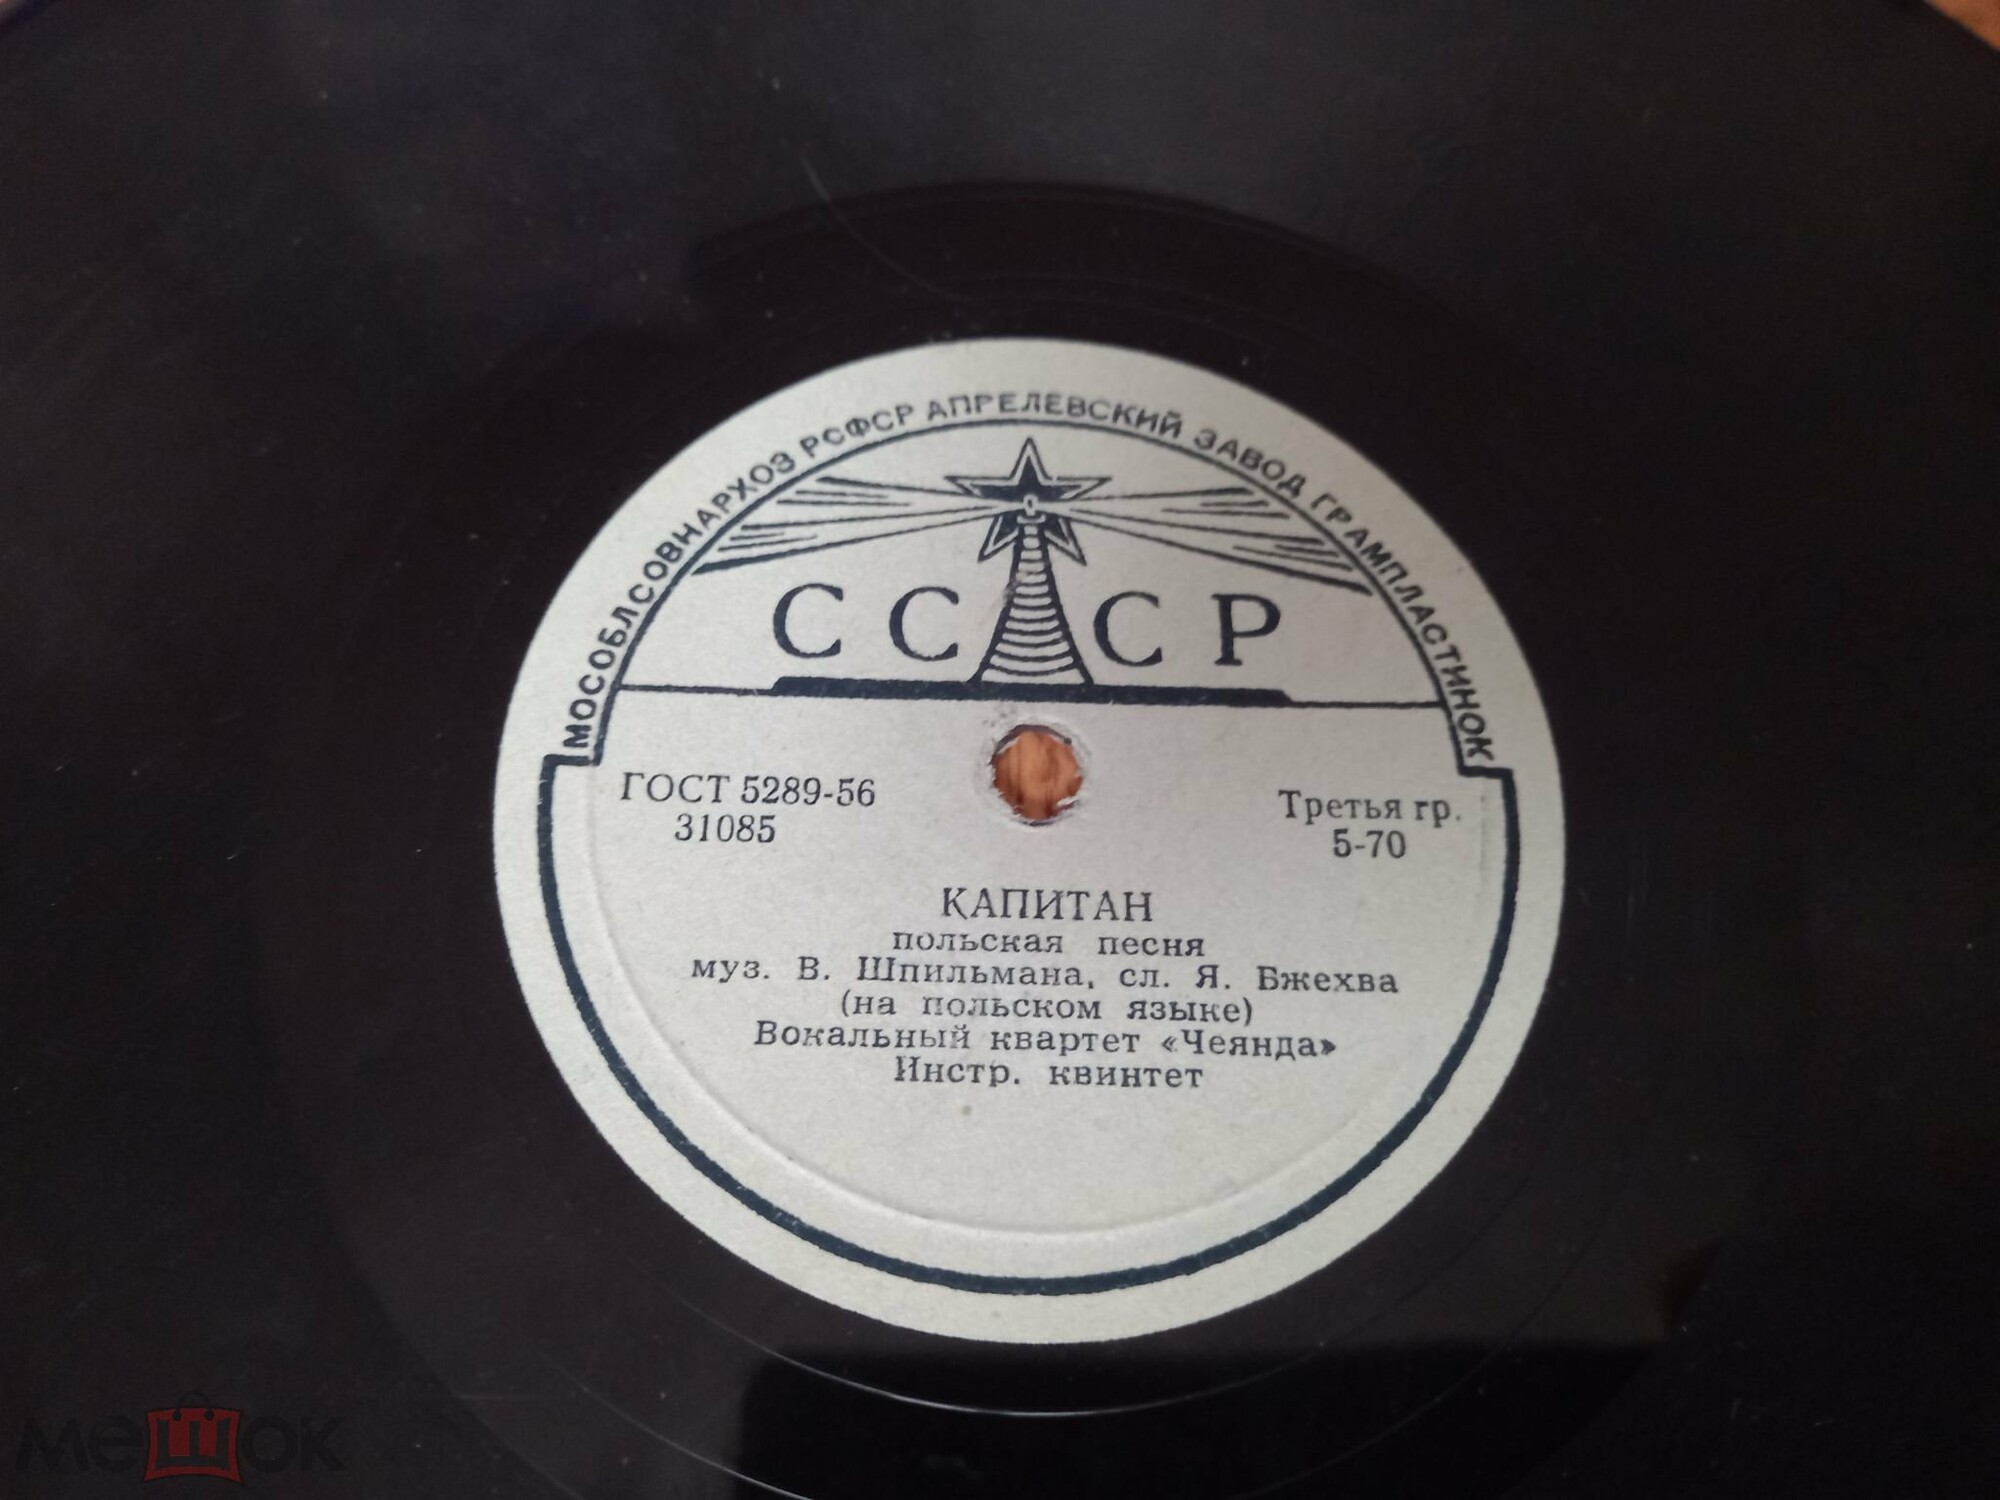 МОСОБЛСОВНАРХОЗ РСФСР АПРЕЛЕВСКИЙ ЗАВОД ГРАМПЛАСТИНОК
СССР
ГОСТ 5289-56
31085
Третья гр.
5-70
КАПИТАН
польская песня
муз. В. Шпильмана, сл. Я. Бжехва
(на польском языке)
Вокальный квартет «Чеянда»
Инстр. квинтет
мешок